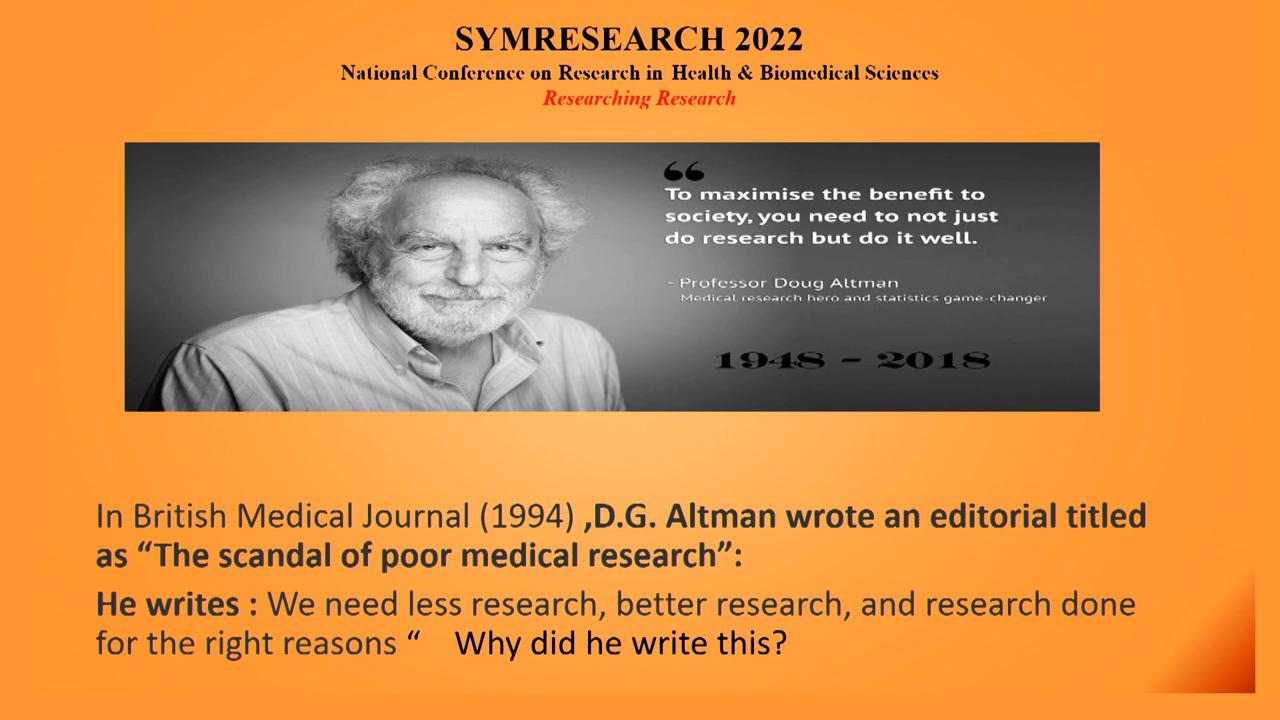 SYMRESEARCH 2022
National Conference on Research in Health & Biomedical Sciences
Researching Research
“
To maximise the benefit to
society, you need to not just
do research but do it well.
- Professor Doug Altman
Medical research hero and statistics game-changer
1948 - 2018
In British Medical Journal (1994) ,D.G. Altman wrote an editorial titled
as “The scandal of poor medical research”:
He writes : We need less research, better research, and research done
for the right reasons “ Why did he write this?